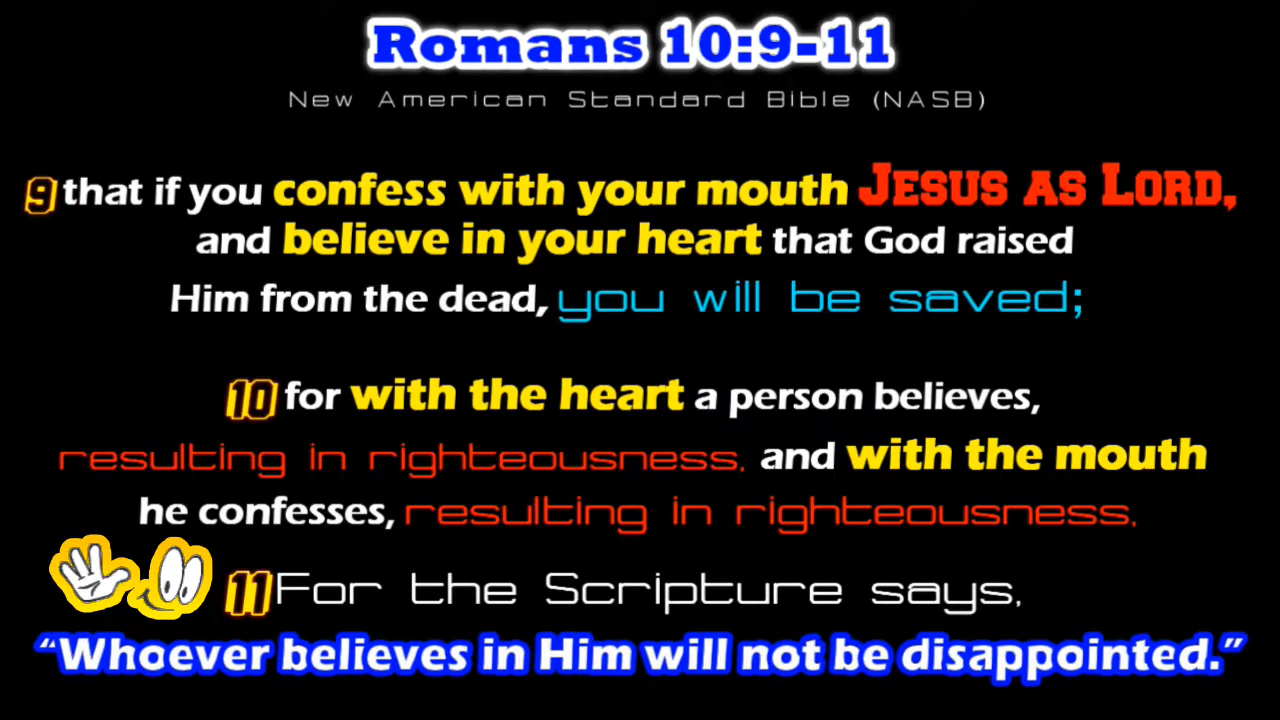 Romans 10:9-11
New American Standard Bible (NASB)
9 that if you confess with your mouth Jesus as Lord,
and believe in your heart that God raised
Him from the dead, you will be saved;
10 for with the heart a person believes,
resulting in righteousness, and with the mouth
he confesses, resulting in righteousness.
11 For the Scripture says,
“Whoever believes in Him will not be disappointed.”